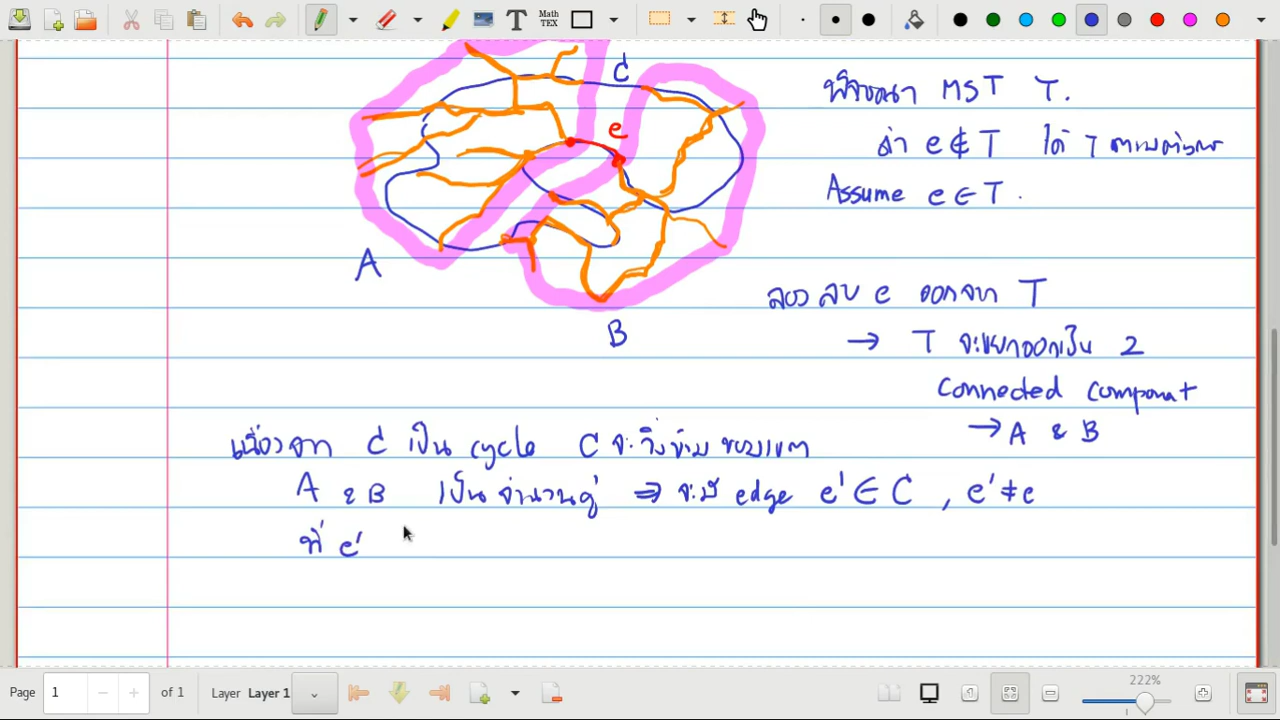 Math TEX
C
e
A
B
พิจารณา MST T.
ถ้า e ∉ T ได้ T ตามต้องการ
Assume e ∈ T.
ลอง ลบ e ออกจาก T
→ T จะแยกออกเป็น 2
Connected component
→ A & B
เนื่องจาก C เป็น cycle C จะวิ่งข้าม ขอบเขต
A & B เป็นจำนวนคู่ ⇒ จะมี edge e' ∈ C , e' ≠ e
ที่ e'
Page 1 of 1 Layer Layer 1 222%